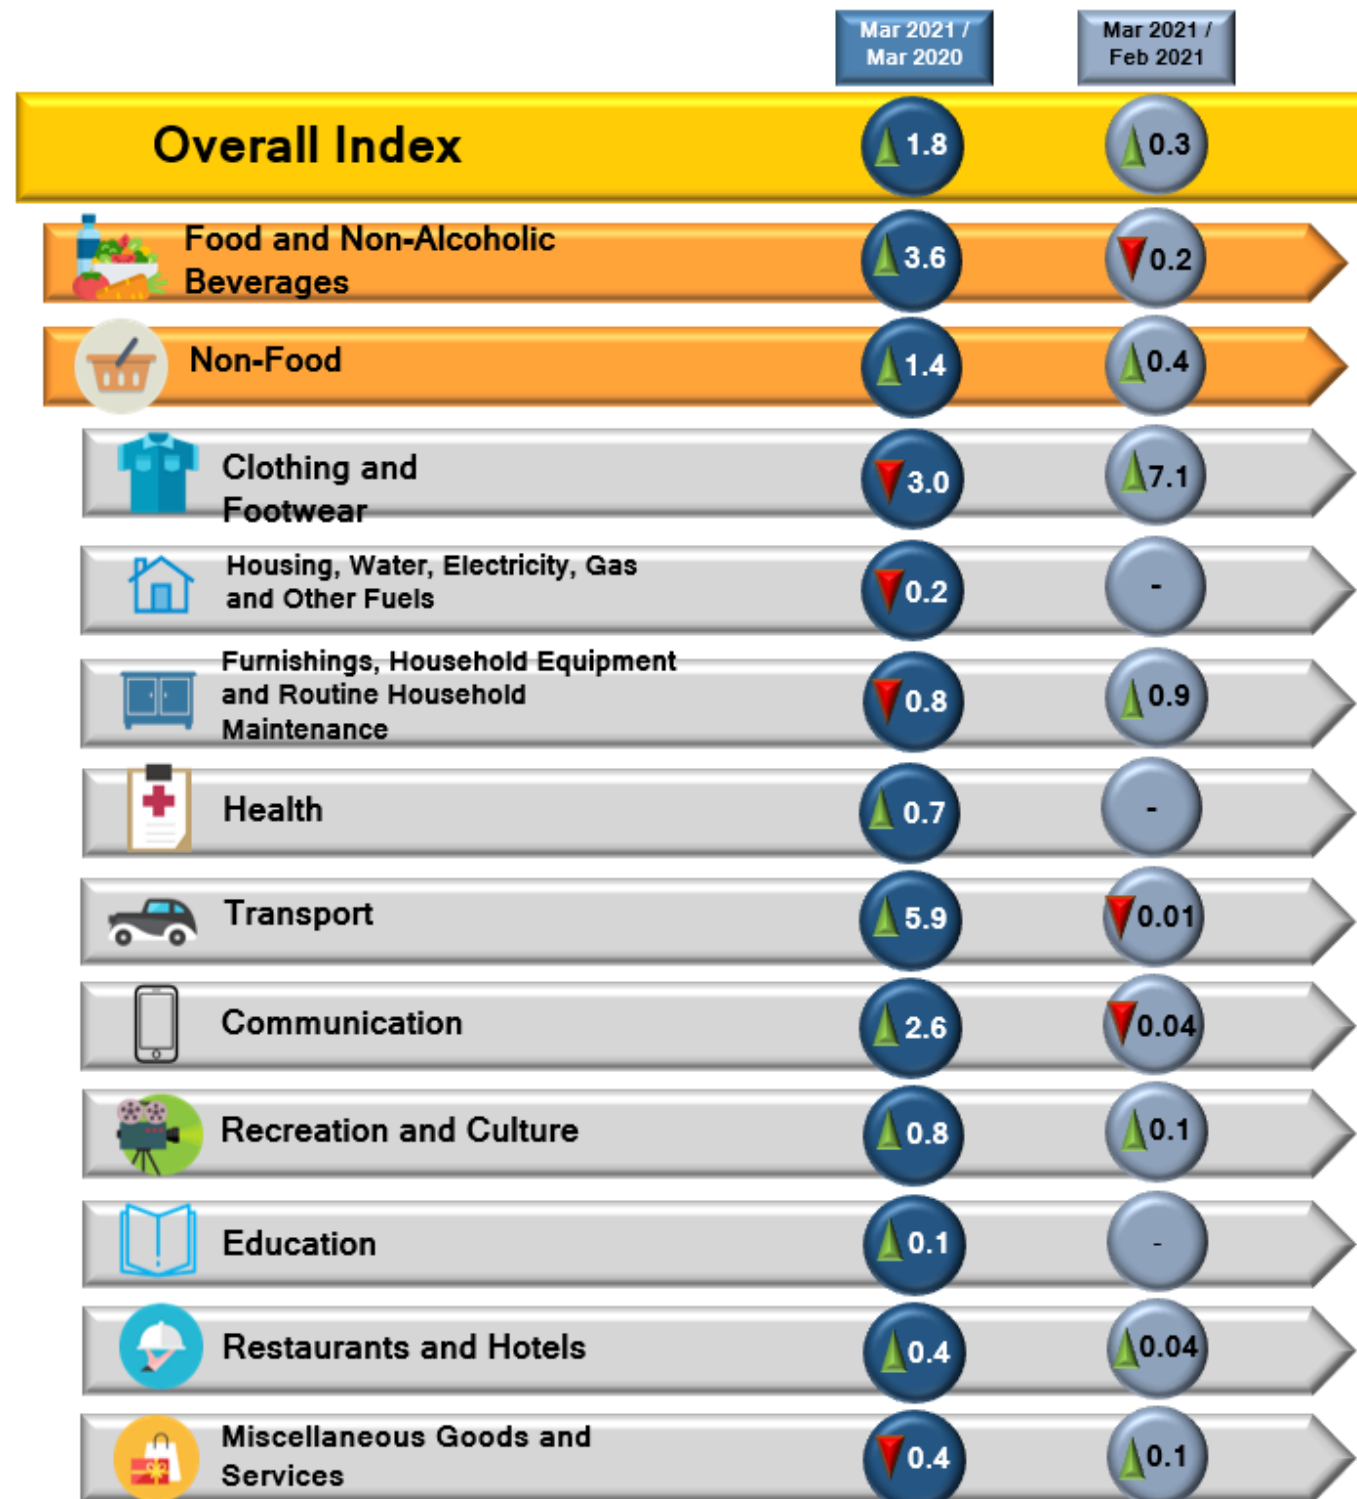 Mar 2021 /
Mar 2020
Mar 2021 /
Feb 2021
Overall Index
1.8
0.3
Food and Non-Alcoholic
Beverages
3.6
0.2
Non-Food
1.4
0.4
Clothing and
Footwear
3.0
7.1
Housing, Water, Electricity, Gas
and Other Fuels
0.2
-
Furnishings, Household Equipment
and Routine Household
Maintenance
0.8
0.9
Health
0.7
-
Transport
5.9
0.01
Communication
2.6
0.04
Recreation and Culture
0.8
0.1
Education
0.1
-
Restaurants and Hotels
0.4
0.04
Miscellaneous Goods and
Services
0.4
0.1